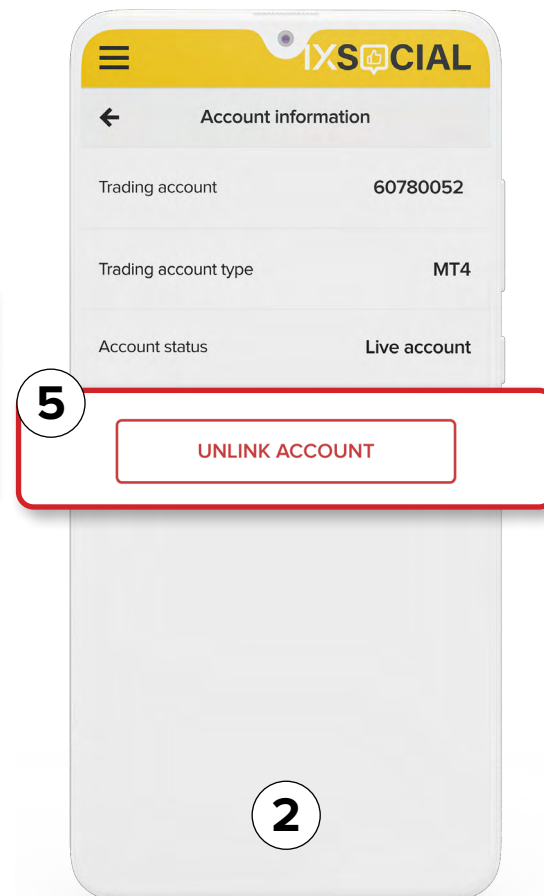 IXSOCIAL
Account information
Trading account 60780052
Trading account type MT4
Account status Live account
5
UNLINK ACCOUNT
2